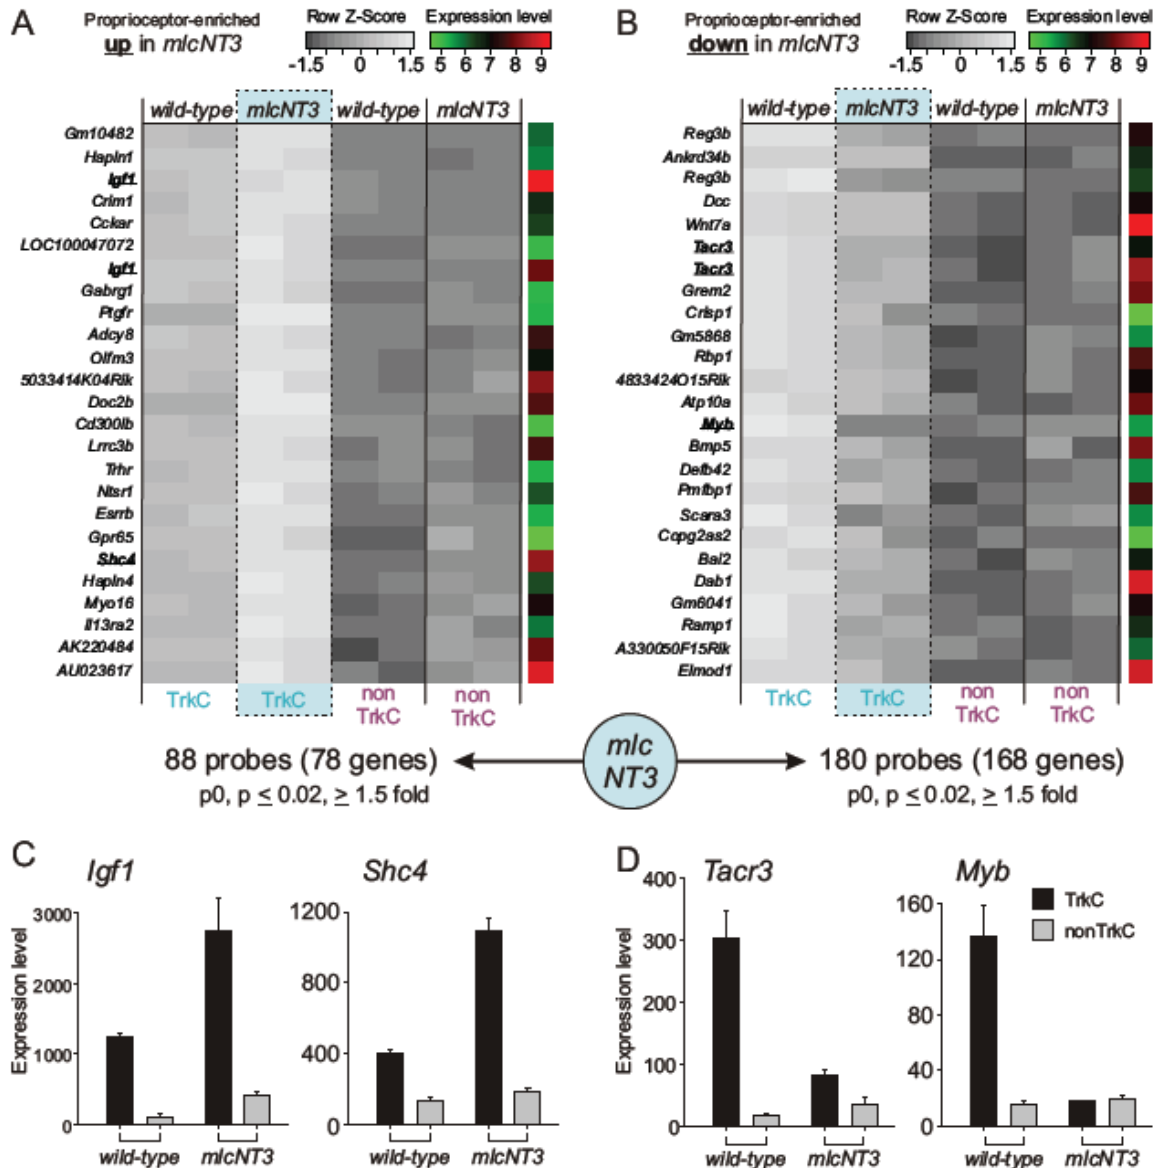 A
Proprioceptor-enriched
up in mlcNT3
Row Z-Score
-1.5 0 1.5
Expression level
5 6 7 8 9
wild-type mlcNT3 wild-type mlcNT3
Gm10482
Hapln1
Igf1
Crim1
Cckar
LOC100047072
Igf1
Gabrg1
Ptgfr
Adcy8
Olfm3
5033414K04Rik
Doc2b
Cd300lb
Lrrc3b
Trhr
Ntsr1
Esrrb
Gpr65
Shc4
Hapln4
Myo16
Il13ra2
AK220484
AU023617
TrkC TrkC non TrkC non TrkC
88 probes (78 genes)
p0, p ≤ 0.02, ≥ 1.5 fold
B
Proprioceptor-enriched
down in mlcNT3
Row Z-Score
-1.5 0 1.5
Expression level
5 6 7 8 9
wild-type mlcNT3 wild-type mlcNT3
Reg3b
Ankrd34b
Reg3b
Dcc
Wnt7a
Tacr3
Tacr3
Grem2
Crisp1
Gm5868
Rbp1
4833424O15Rik
Atp10a
Myb
Bmp5
Defb42
Pmfbp1
Scara3
Copg2as2
Bal2
Dab1
Gm6041
Ramp1
A330050F15Rik
Elmod1
TrkC TrkC non TrkC non TrkC
mlc
NT3
180 probes (168 genes)
p0, p ≤ 0.02, ≥ 1.5 fold
C
Igf1
Expression level
3000
2000
1000
0
wild-type mlcNT3
Shc4
1200
800
400
0
wild-type mlcNT3
D
Tacr3
Expression level
400
300
200
100
0
wild-type mlcNT3
Myb
160
120
80
40
0
wild-type mlcNT3
TrkC
nonTrkC